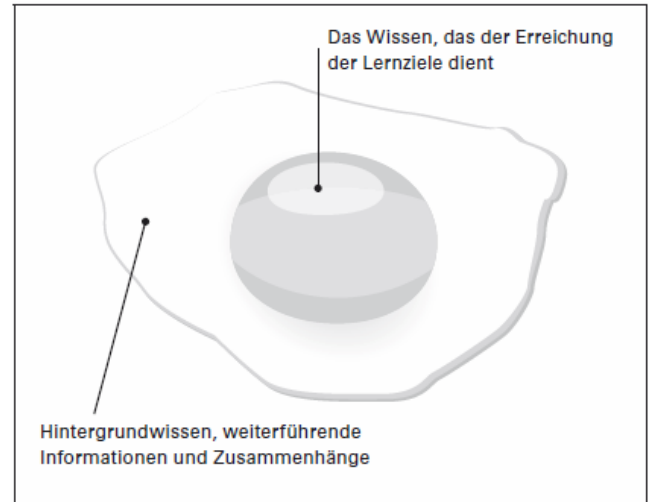 Das Wissen, das der Erreichung
der Lernziele dient
Hintergrundwissen, weiterführende
Informationen und Zusammenhänge